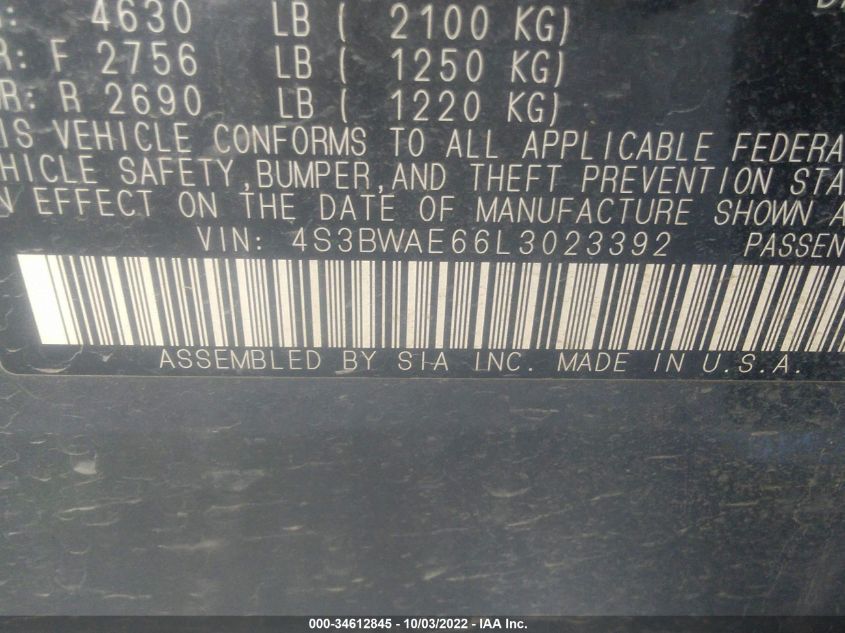 4630 LB ( 2100 KG)
F 2756 LB ( 1250 KG)
R: R 2690 LB ( 1220 KG)
IS VEHICLE CONFORMS TO ALL APPLICABLE FEDERA
HICLE SAFETY,BUMPER,AND THEFT PREVENTION STA
N EFFECT ON THE DATE OF MANUFACTURE SHOWN A
VIN: 4S3BWAE66L3023392 PASSEN
ASSEMBLED BY SIA INC. MADE IN U.S.A.
000-34612845 - 10/03/2022 - IAA Inc.